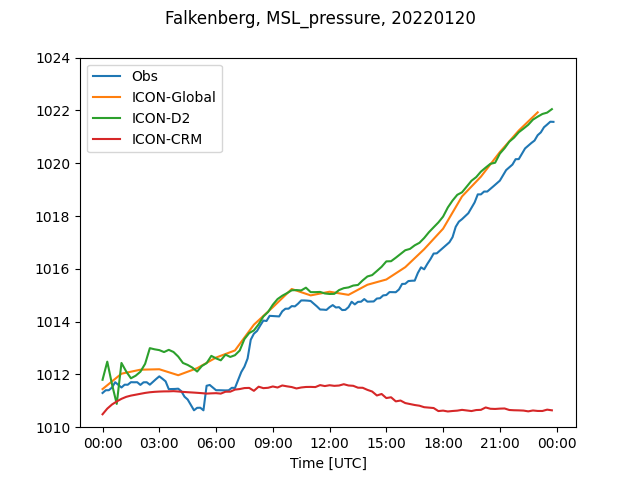 Falkenberg, MSL_pressure, 20220120
1024
1022
1020
1018
1016
1014
1012
1010
Obs
ICON-Global
ICON-D2
ICON-CRM
00:00 03:00 06:00 09:00 12:00 15:00 18:00 21:00 00:00
Time [UTC]